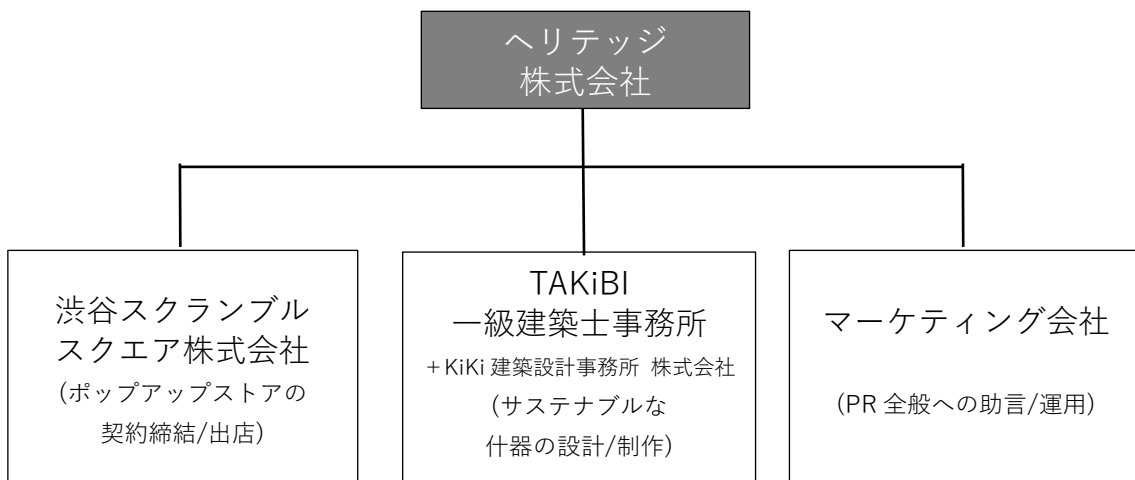 ヘリテッジ
株式会社
渋谷スクランブル
スクエア株式会社
(ポップアップストアの
契約締結/出店)
TAKiBI
一級建築士事務所
+KiKi 建築設計事務所 株式会社
(サステナブルな
什器の設計/制作)
マーケティング会社
(PR 全般への助言/運用)